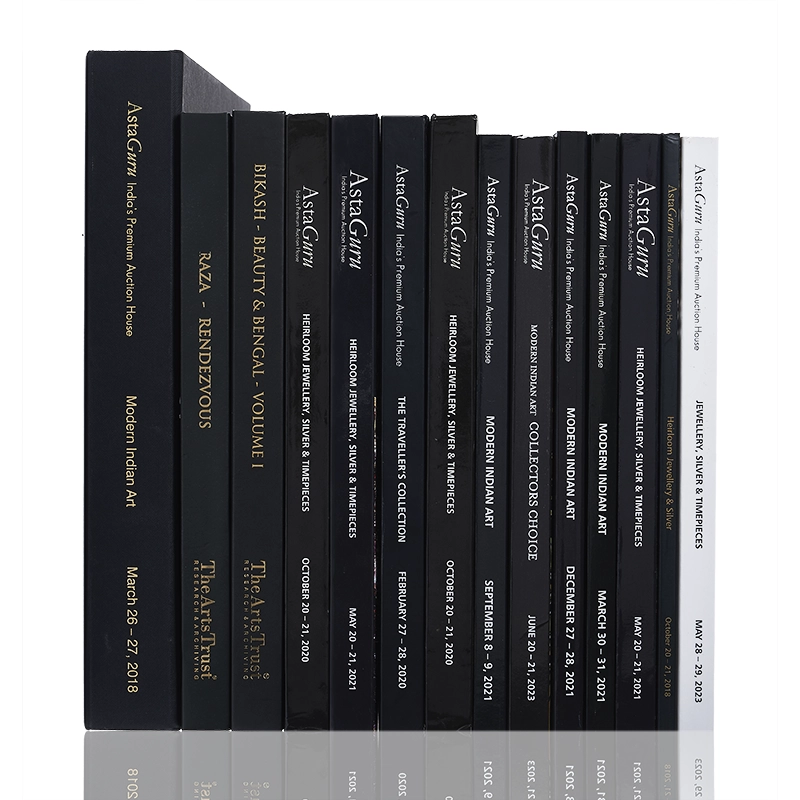 AstaGuru India's Premium Auction House Modern Indian Art March 26 – 27, 2018
RAZA - RENDEZVOUS The Arts Trust®
RESEARCH & ARCHIVING
BIKASH - BEAUTY & BENGAL - VOLUME I The Arts Trust®
RESEARCH & ARCHIVING
AstaGuru
India's Premium Auction House
HEIRLOOM JEWELLERY, SILVER & TIMEPIECES OCTOBER 20 – 21, 2020
AstaGuru
India's Premium Auction House
HEIRLOOM JEWELLERY, SILVER & TIMEPIECES MAY 20 – 21, 2021
AstaGuru India's Premium Auction House THE TRAVELLER'S COLLECTION FEBRUARY 27 – 28, 2020
AstaGuru
India's Premium Auction House
HEIRLOOM JEWELLERY, SILVER & TIMEPIECES OCTOBER 20 – 21, 2020
AstaGuru India's Premium Auction House MODERN INDIAN ART SEPTEMBER 8 – 9, 2021
AstaGuru
India's Premium Auction House
MODERN INDIAN ART COLLECTORS CHOICE JUNE 20 – 21, 2023
AstaGuru India's Premium Auction House MODERN INDIAN ART DECEMBER 27 – 28, 2021
AstaGuru India's Premium Auction House MODERN INDIAN ART MARCH 30 – 31, 2021
AstaGuru
India's Premium Auction House
HEIRLOOM JEWELLERY, SILVER & TIMEPIECES MAY 20 – 21, 2021
AstaGuru India's Premium Auction House Heirloom Jewellery & Silver October 20 – 21, 2018
AstaGuru India's Premium Auction House JEWELLERY, SILVER & TIMEPIECES MAY 28 – 29, 2023